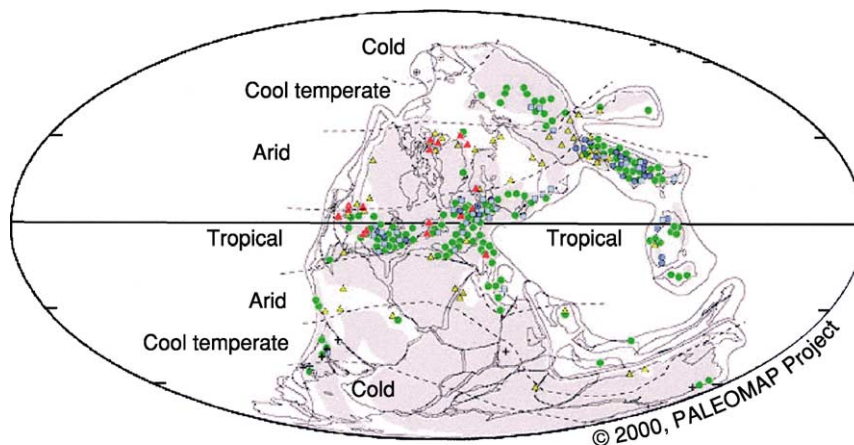 Cold
Cool temperate
Arid
Tropical
Tropical
Arid
Cool temperate
Cold
© 2000, PALEOMAP Project